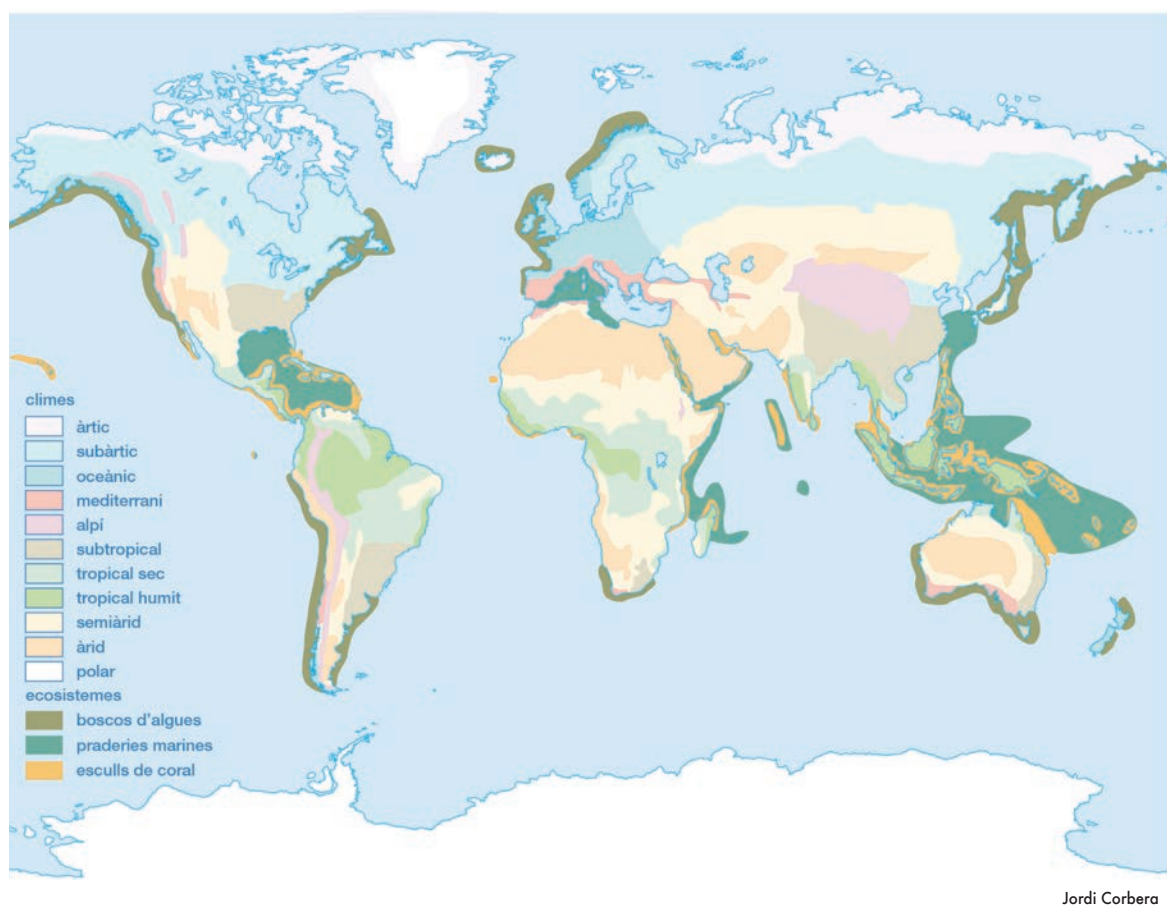 climes
àrtic
subàrtic
oceànic
mediterrani
alpí
subtropical
tropical sec
tropical humit
semiàrid
àrid
polar
ecosistemes
boscos d'algues
praderies marines
esculls de coral
Jordi Corbera